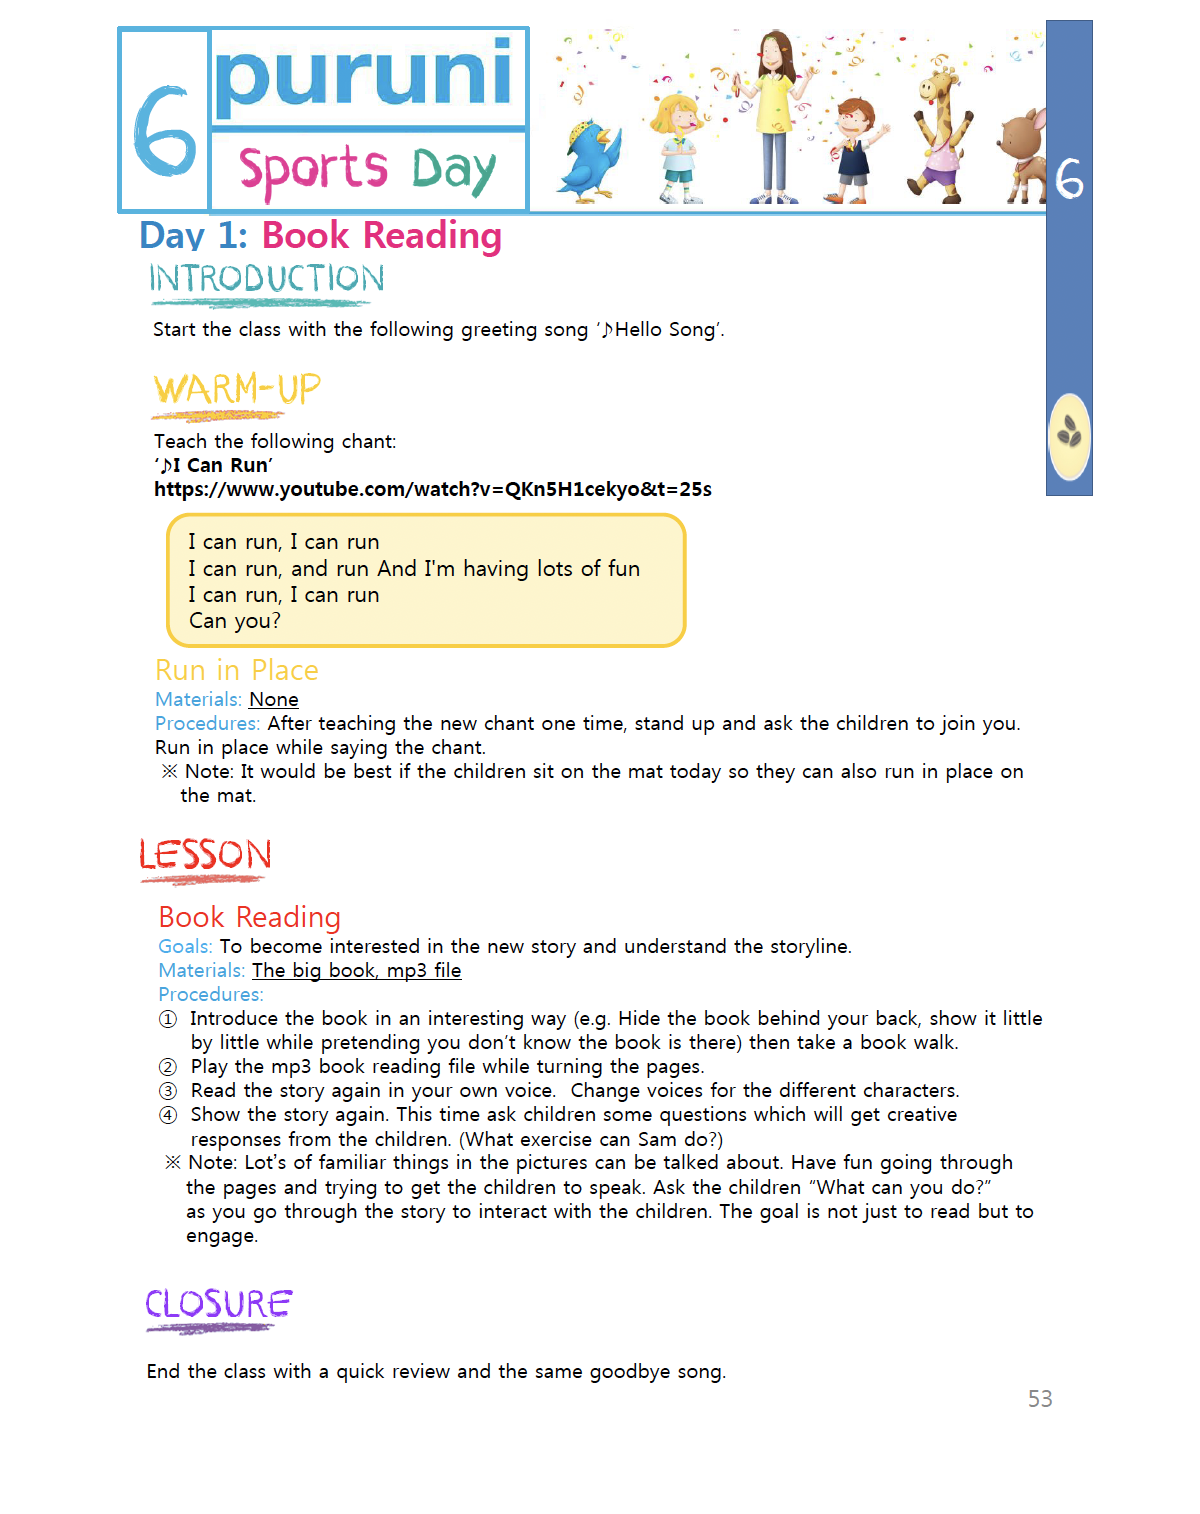 6
puruni
Sports Day
6
Day 1: Book Reading
INTRODUCTION
Start the class with the following greeting song ‘♪Hello Song’.
WARM-UP
Teach the following chant:
‘♪I Can Run’
https://www.youtube.com/watch?v=QKn5H1cekyo&t=25s
I can run, I can run
I can run, and run And I'm having lots of fun
I can run, I can run
Can you?
Run in Place
Materials: None
Procedures: After teaching the new chant one time, stand up and ask the children to join you.
Run in place while saying the chant.
※ Note: It would be best if the children sit on the mat today so they can also run in place on
the mat.
LESSON
Book Reading
Goals: To become interested in the new story and understand the storyline.
Materials: The big book, mp3 file
Procedures:
① Introduce the book in an interesting way (e.g. Hide the book behind your back, show it little
by little while pretending you don’t know the book is there) then take a book walk.
② Play the mp3 book reading file while turning the pages.
③ Read the story again in your own voice.  Change voices for the different characters.
④ Show the story again. This time ask children some questions which will get creative
responses from the children. (What exercise can Sam do?)
※ Note: Lot’s of familiar things in the pictures can be talked about. Have fun going through
the pages and trying to get the children to speak. Ask the children “What can you do?”
as you go through the story to interact with the children. The goal is not just to read but to
engage.
CLOSURE
End the class with a quick review and the same goodbye song.
53